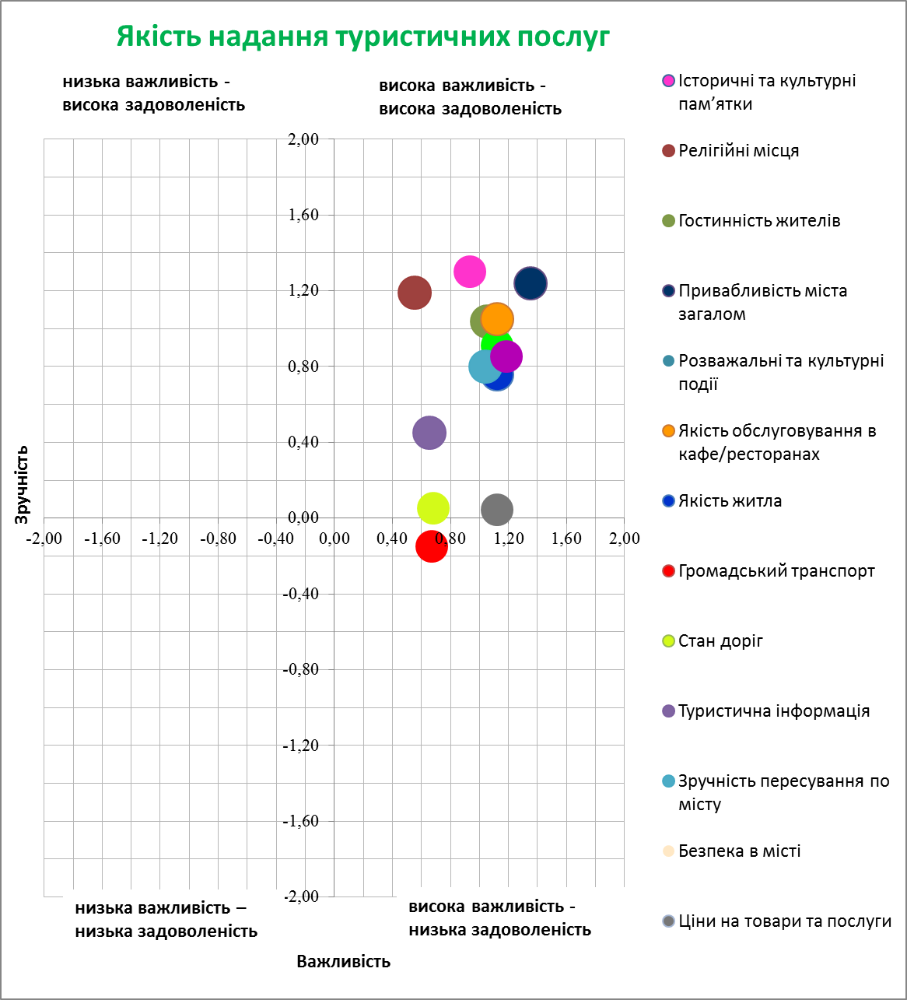 Якість надання туристичних послуг
низька важливість -
висока задоволеність
висока важливість -
висока задоволеність
2,00
1,60
1,20
0,80
0,40
0,00
-0,40
-0,80
-1,20
-1,60
-2,00
-2,00
-1,60
-1,20
-0,80
-0,40
0,00
0,40
0,80
1,20
1,60
2,00
Зручність
низька важливість –
низька задоволеність
висока важливість -
низька задоволеність
Важливість
Історичні та культурні
пам’ятки
Релігійні місця
Гостинність жителів
Привабливість міста
загалом
Розважальні та культурні
події
Якість обслуговування в
кафе/ресторанах
Якість житла
Громадський транспорт
Стан доріг
Туристична інформація
Зручність пересування по
місту
Безпека в місті
Ціни на товари та послуги